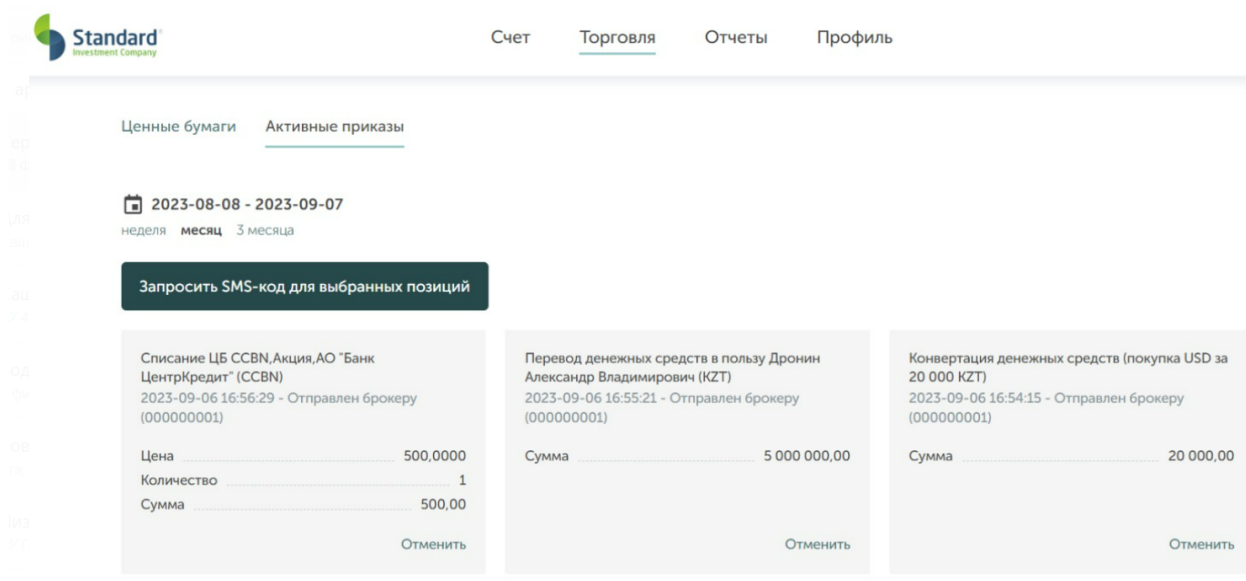 Standard
Investment Company
Счет Торговля Отчеты Профиль
Ценные бумаги Активные приказы
2023-08-08 - 2023-09-07
неделя месяц 3 месяца
Запросить SMS-код для выбранных позиций
Списание ЦБ CCBN,Акция,АО "Банк
ЦентрКредит" (CCBN)
2023-09-06 16:56:29 - Отправлен брокеру
(000000001)
Цена 500,0000
Количество 1
Сумма 500,00
Отменить
Перевод денежных средств в пользу Дронин
Александр Владимирович (KZT)
2023-09-06 16:55:21 - Отправлен брокеру
(000000001)
Сумма 5 000 000,00
Отменить
Конвертация денежных средств (покупка USD за
20 000 KZT)
2023-09-06 16:54:15 - Отправлен брокеру
(000000001)
Сумма 20 000,00
Отменить